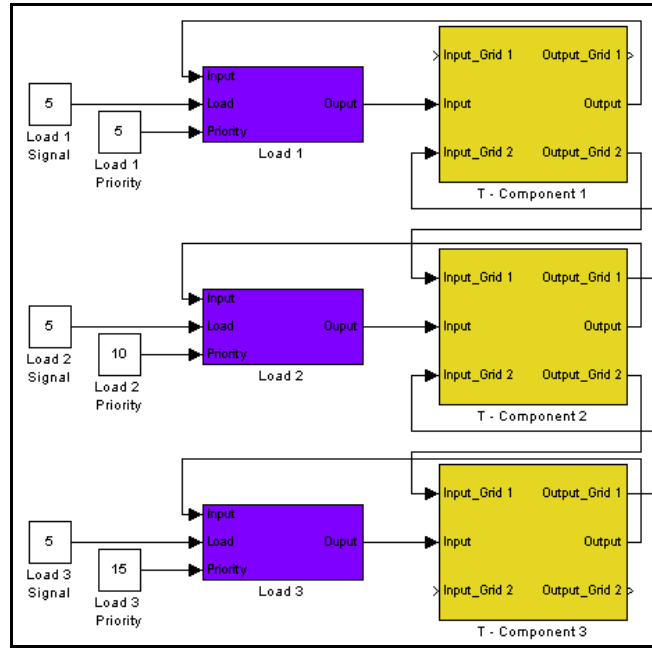 Input_Grid 1 Output_Grid 1
Input
5
Load Ouput Input Output
5
Priority
Load 1
Signal
Load 1
Priority
Load 1
Input_Grid 2 Output_Grid 2
T - Component 1
Input_Grid 1 Output_Grid 1
Input
5
Load Ouput Input Output
10
Priority
Load 2
Signal
Load 2
Priority
Load 2
Input_Grid 2 Output_Grid 2
T - Component 2
Input_Grid 1 Output_Grid 1
Input
5
Load Ouput Input Output
15
Priority
Load 3
Signal
Load 3
Priority
Load 3
Input_Grid 2 Output_Grid 2
T - Component 3